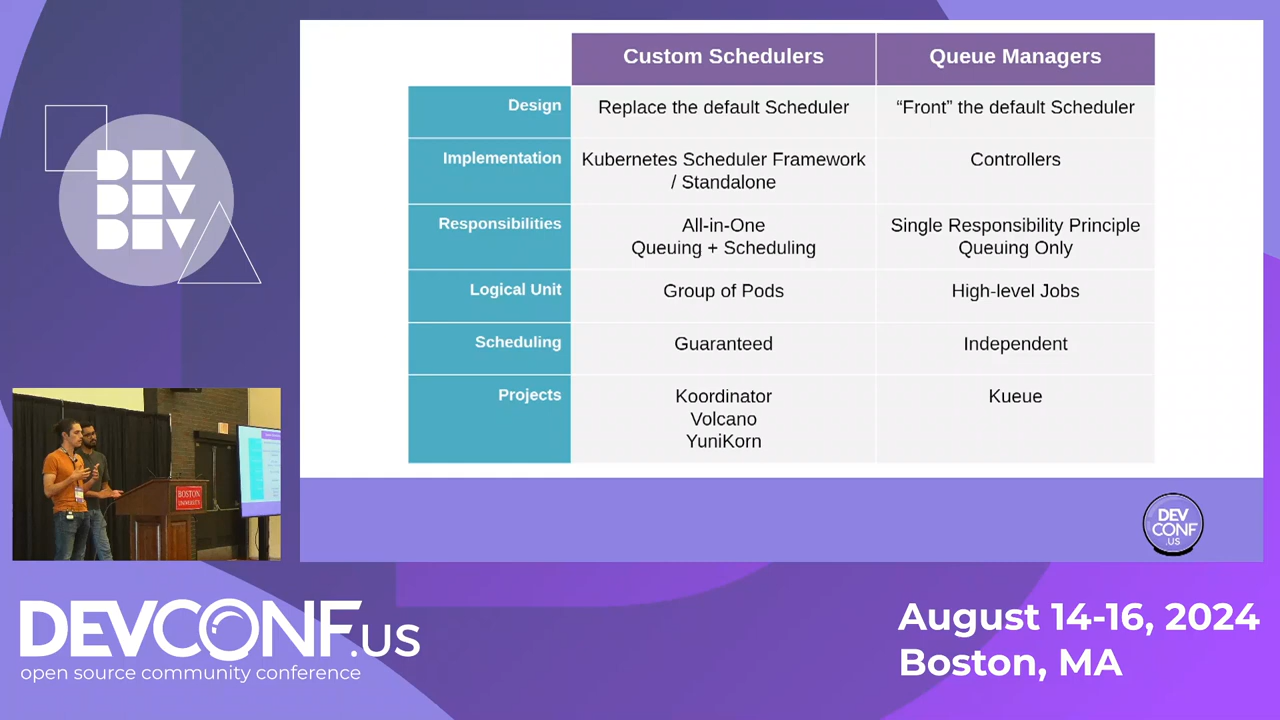 DEV
DEV
DEV
Custom Schedulers
Queue Managers
Design
Replace the default Scheduler
“Front” the default Scheduler
Implementation
Kubernetes Scheduler Framework
/ Standalone
Controllers
Responsibilities
All-in-One
Queuing + Scheduling
Single Responsibility Principle
Queuing Only
Logical Unit
Group of Pods
High-level Jobs
Scheduling
Guaranteed
Independent
Projects
Koordinator
Volcano
YuniKorn
Kueue
BOSTON
UNIVERSITY
DEV
CONF
.US
DEVCONF.US
open source community conference
August 14-16, 2024
Boston, MA